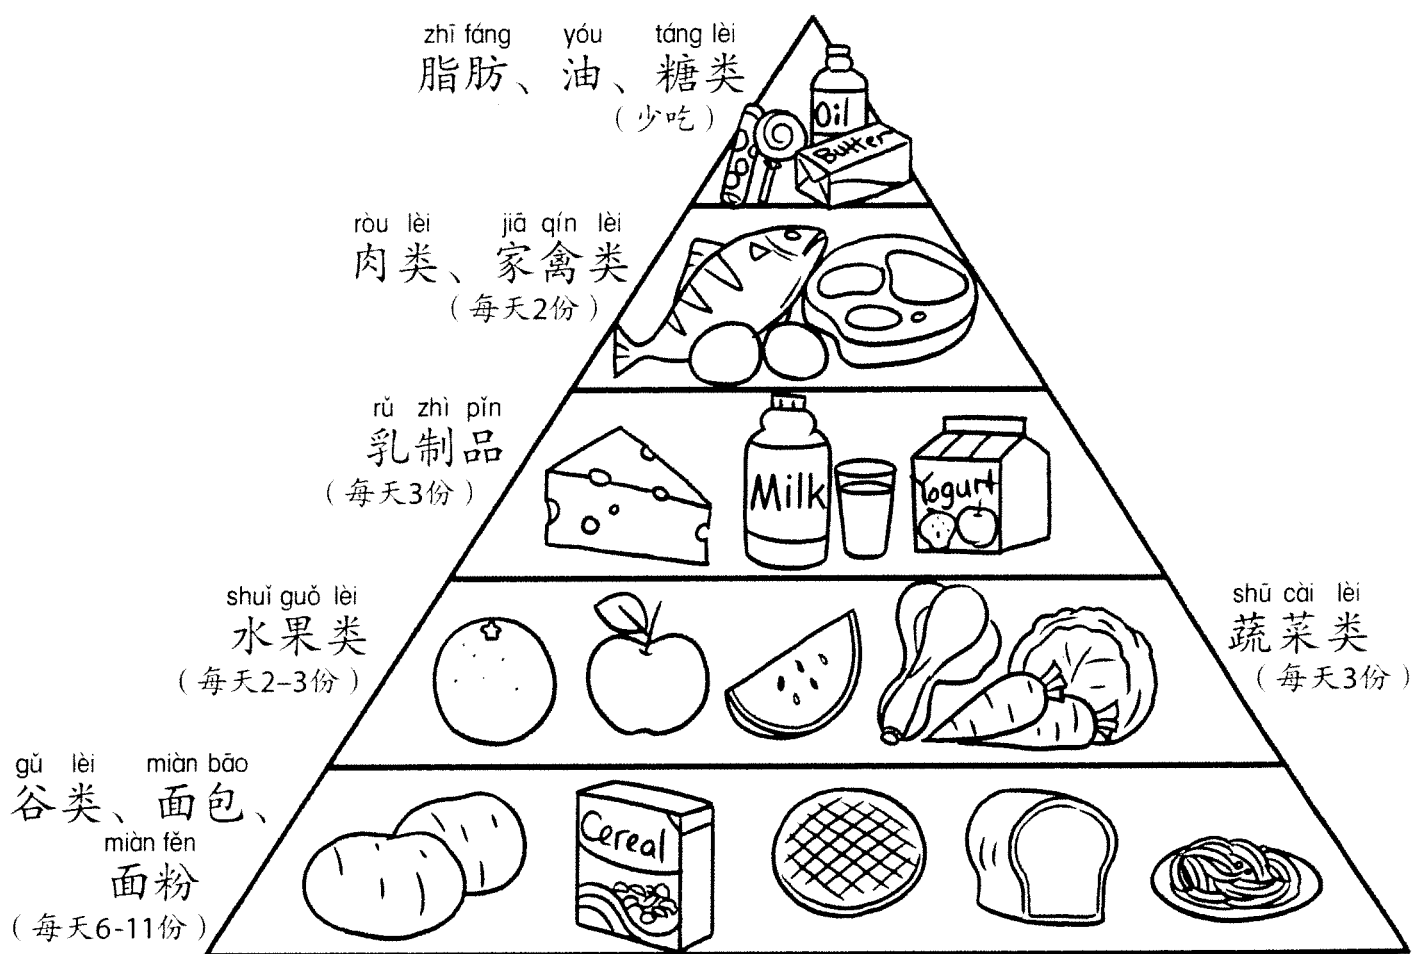 zhī fáng yóu táng lèi
脂肪、油、糖类
（少吃）
Oil
Butter
ròu lèi jiā qín lèi
肉类、家禽类
（每天2份）
rǔ zhì pǐn
乳制品
（每天3份）
Milk
Yogurt
shuǐ guǒ lèi
水果类
（每天2–3份）
shū cài lèi
蔬菜类
（每天3份）
gǔ lèi miàn bāo
谷类、面包、
miàn fěn
面粉
（每天6-11份）
Cereal